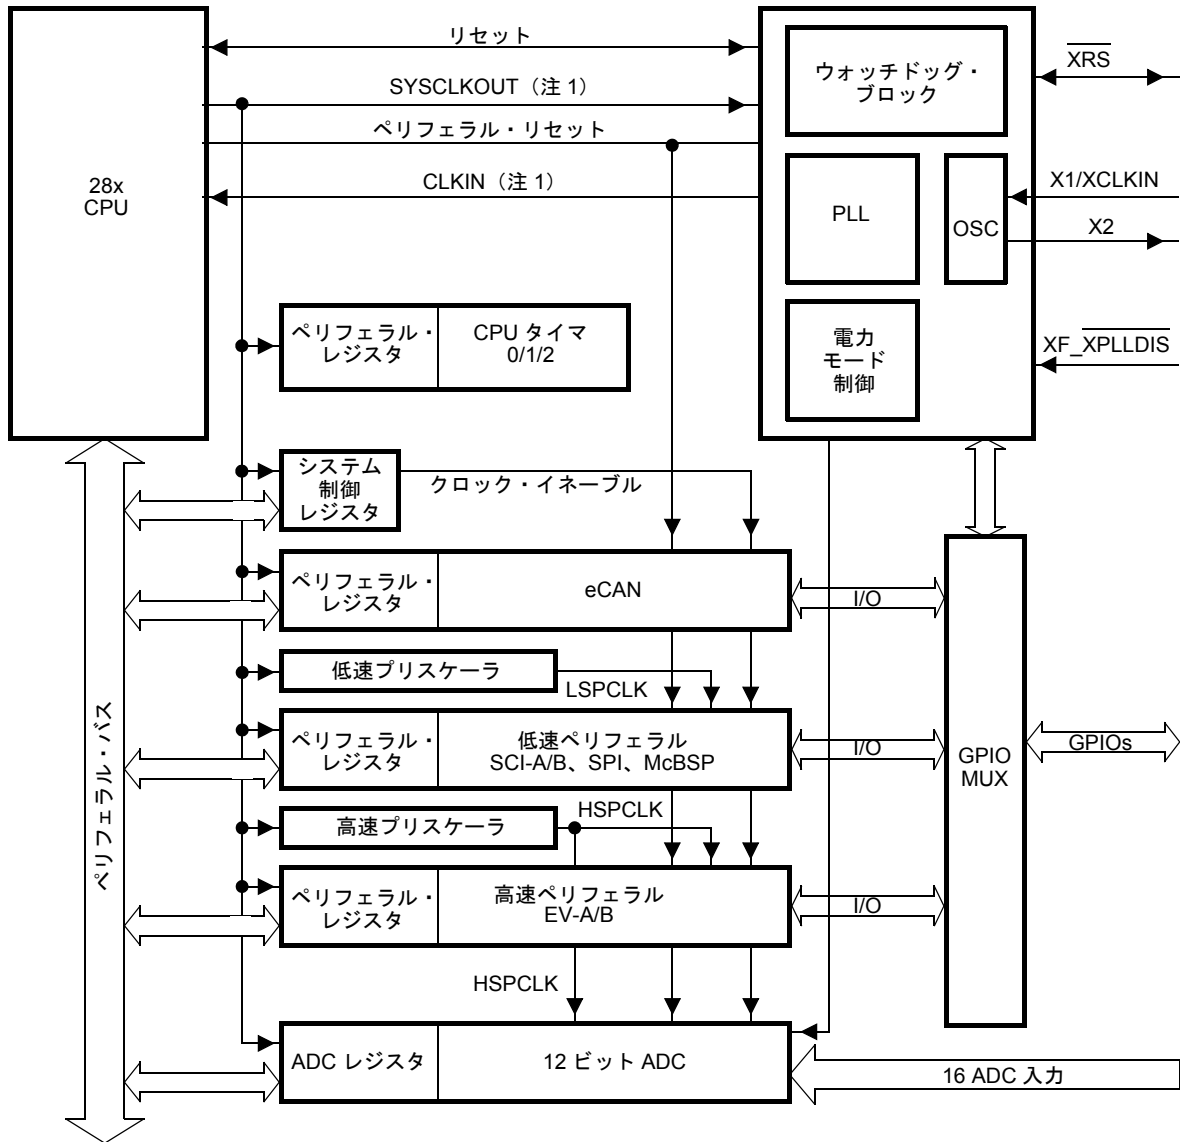 リセット
SYSCLKOUT（注 1）
ペリフェラル・リセット
CLKIN（注 1）
28x
CPU
ウォッチドッグ・
ブロック
PLL
OSC
電力
モード
制御
XRS
X1/XCLKIN
X2
XF_XPLLDIS
ペリフェラル・
レジスタ
CPU タイマ
0/1/2
システム
制御
レジスタ
クロック・イネーブル
ペリフェラル・
レジスタ
eCAN
I/O
低速プリスケーラ
LSPCLK
ペリフェラル・
レジスタ
低速ペリフェラル
SCI-A/B、SPI、McBSP
I/O
GPIO
MUX
GPIOs
ペリフェラル・バス
高速プリスケーラ
HSPCLK
ペリフェラル・
レジスタ
高速ペリフェラル
EV-A/B
I/O
HSPCLK
ADC レジスタ
12 ビット ADC
16 ADC 入力